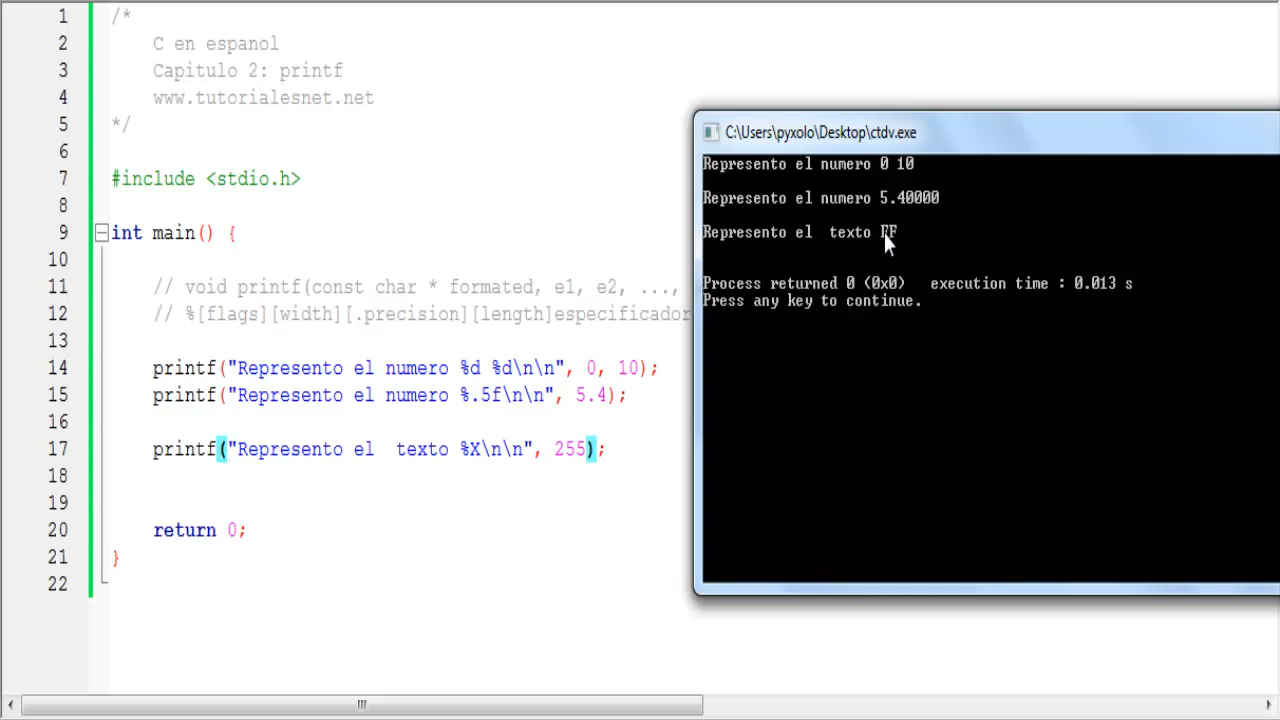 1 /*
2 C en espanol
3 Capitulo 2: printf
4 www.tutorialesnet.net
5 */
6
7 #include <stdio.h>
8
9 int main() {
10
11 // void printf(const char * formated, e1, e2, ...,
12 // %[flags][width][.precision][length]especificador
13
14 printf("Represento el numero %d %d\n\n", 0, 10);
15 printf("Represento el numero %.5f\n\n", 5.4);
16
17 printf("Represento el  texto %X\n\n", 255);
18
19
20 return 0;
21 }
22
C:\Users\pyxolo\Desktop\ctdv.exe
Represento el numero 0 10
Represento el numero 5.40000
Represento el  texto FF
Process returned 0 (0x0)   execution time : 0.013 s
Press any key to continue.